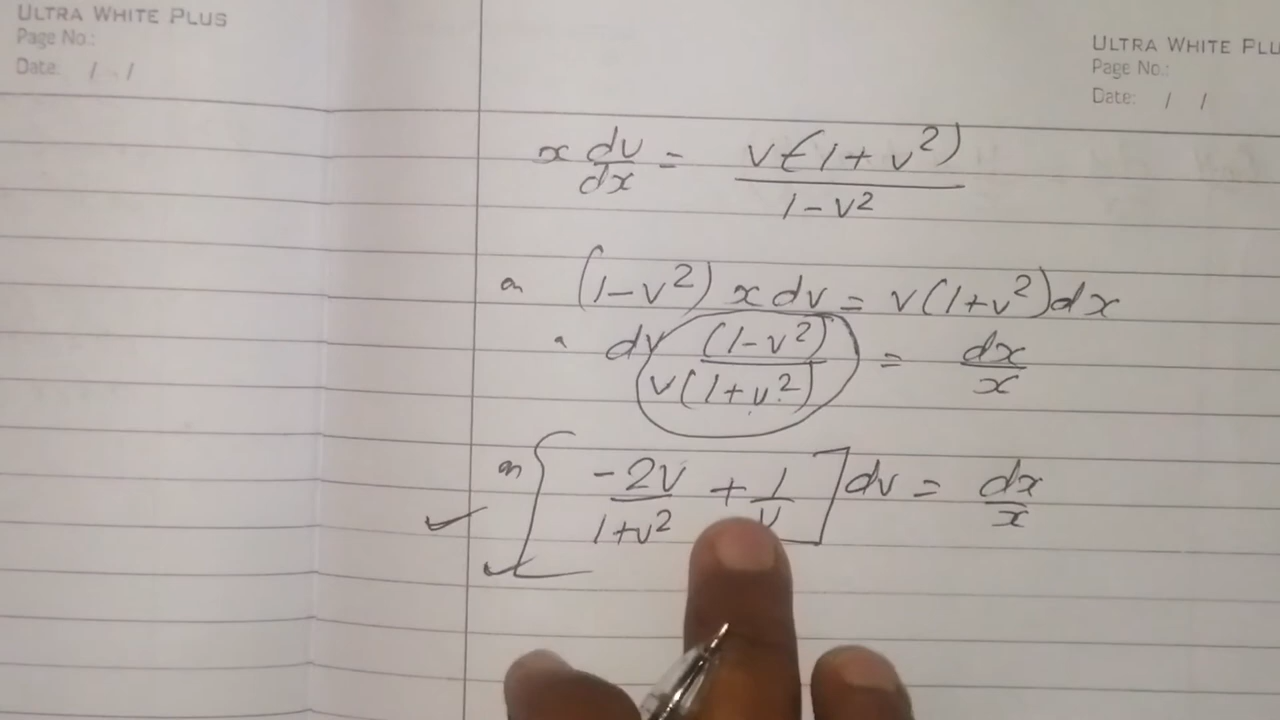 ULTRA WHITE PLUS
Page No.:
Date: / /
ULTRA WHITE PLU
Page No.:
Date: / /
x dv/dx = v(1+v²)/1-v²
(1-v²) x dv = v(1+v²)dx
dv (1-v²)/v(1+v²) = dx/x
[-2v/1+v² + 1/v] dv = dx/x